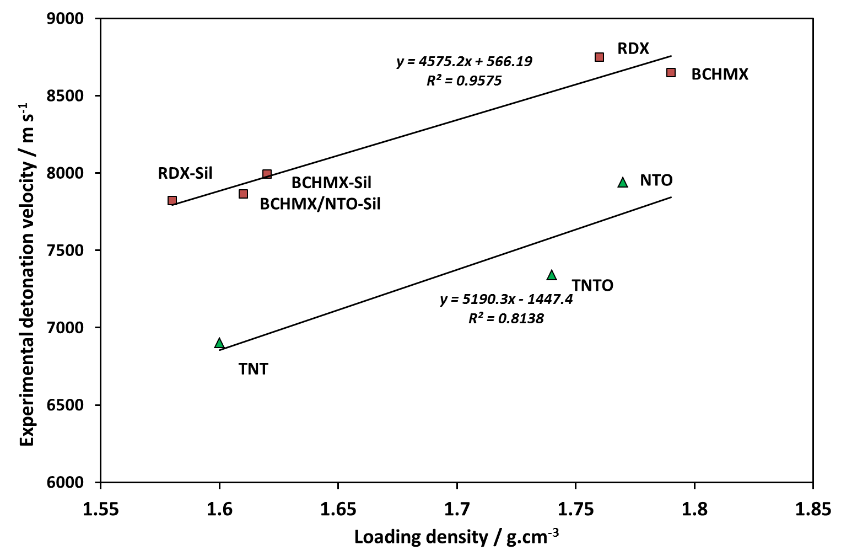 9000
8500
8000
7500
7000
6500
6000
Experimental detonation velocity / m s⁻¹
y = 4575.2x + 566.19
R² = 0.9575
RDX
BCHMX
RDX-Sil
BCHMX-Sil
BCHMX/NTO-Sil
NTO
TNTO
y = 5190.3x - 1447.4
R² = 0.8138
TNT
1.55 1.6 1.65 1.7 1.75 1.8 1.85
Loading density / g.cm⁻³